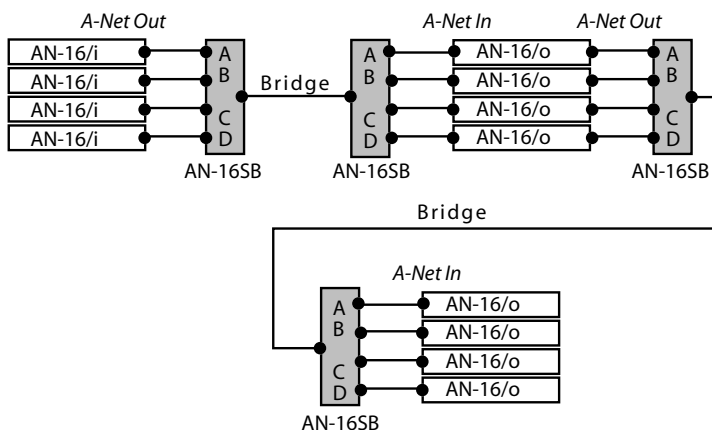 A-Net Out A-Net In A-Net Out
AN-16/i A AN-16/o A
AN-16/i B Bridge B AN-16/o B
AN-16/i C C AN-16/o C
AN-16/i D D AN-16/o D
AN-16SB AN-16SB AN-16SB
Bridge
A-Net In
A AN-16/o
B AN-16/o
C AN-16/o
D AN-16/o
AN-16SB